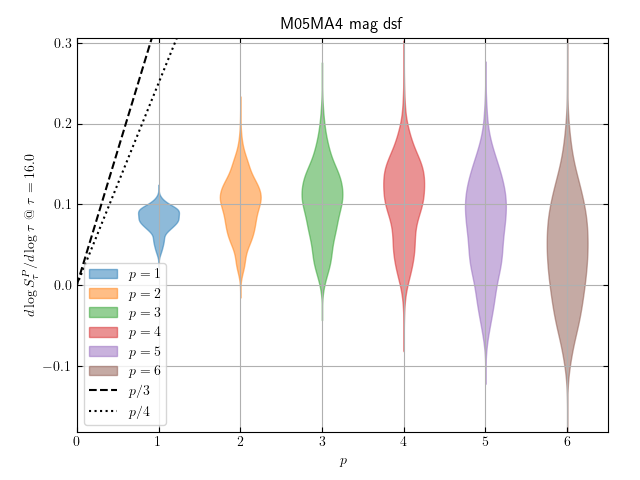 M05MA4 mag dsf
d log S_τ^P / d log τ @ τ = 16.0
0.3
0.2
0.1
0.0
−0.1
p = 1
p = 2
p = 3
p = 4
p = 5
p = 6
p/3
p/4
0 1 2 3 4 5 6
p